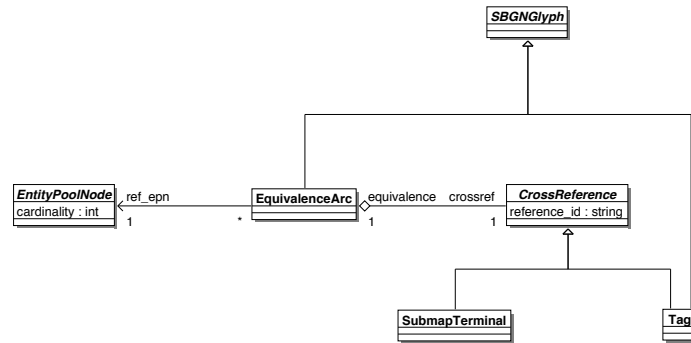 SBGNGlyph
EntityPoolNode
cardinality : int
ref_epn
1
*
EquivalenceArc
equivalence
1
crossref
1
CrossReference
reference_id : string
SubmapTerminal
Tag